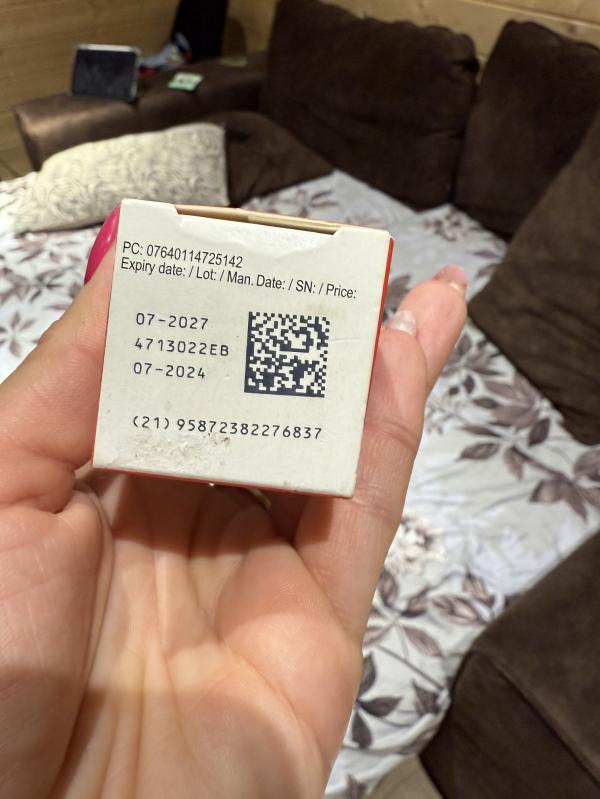 PC: 07640114725142
Expiry date: / Lot: / Man. Date: / SN: / Price:
07-2027
4713022EB
07-2024
(21)95872382276837